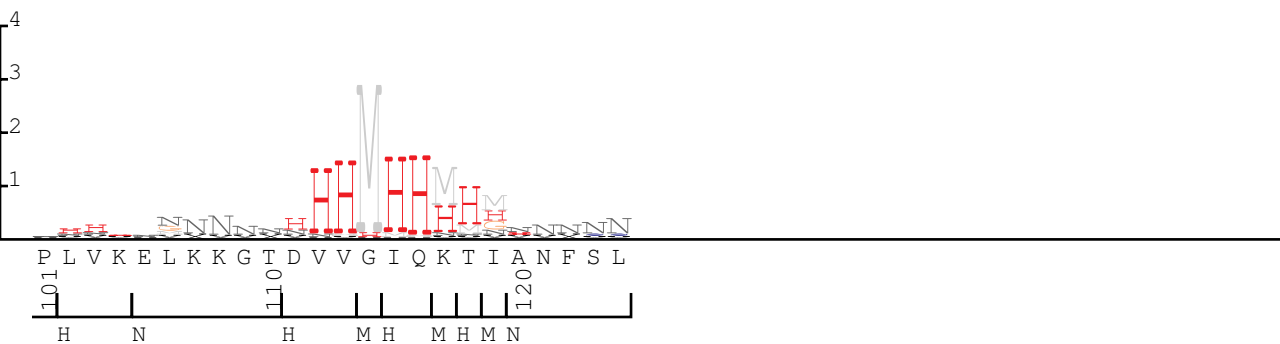 4
3
2
1
H H N N N N N H N H H M H H M H M H M H N N N N N
P L V K E L K K G T D V V G I Q K T I A N F S L
101 110 120
H N H M H M H M N